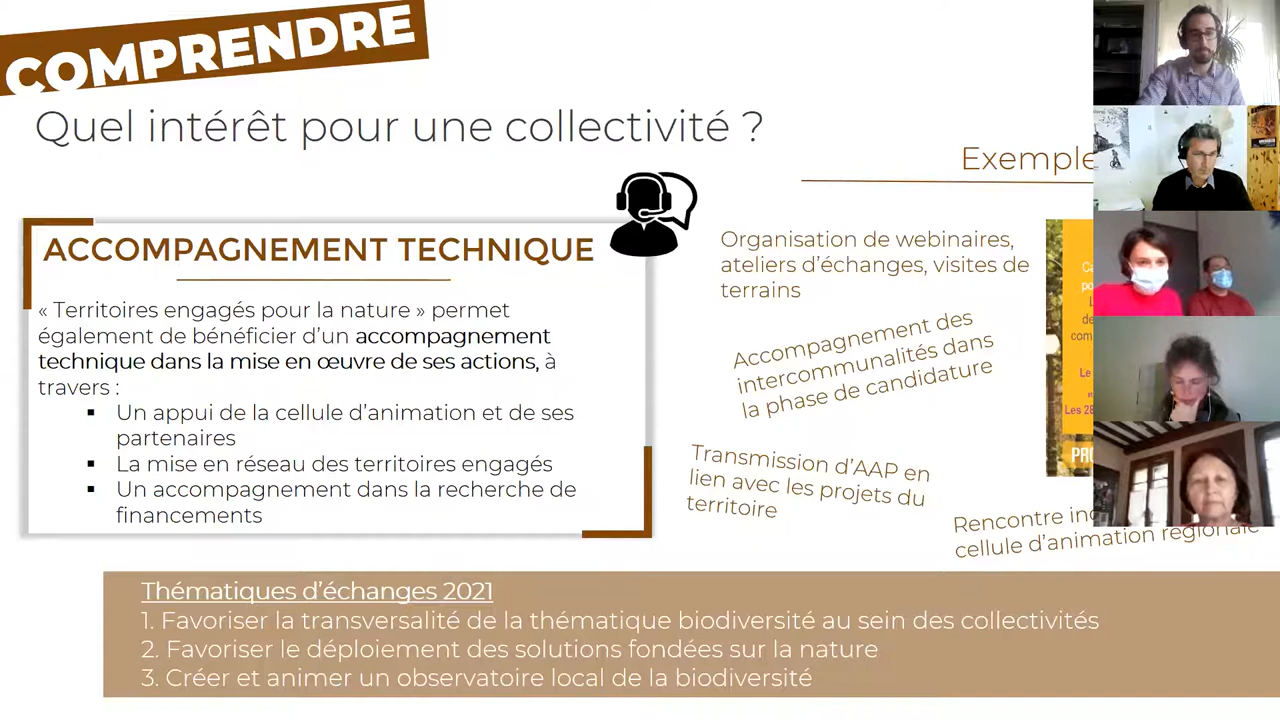 COMPRENDRE
Quel intérêt pour une collectivité ?
ACCOMPAGNEMENT TECHNIQUE
« Territoires engagés pour la nature » permet
également de bénéficier d'un accompagnement
technique dans la mise en œuvre de ses actions, à
travers :
▪ Un appui de la cellule d'animation et de ses
partenaires
▪ La mise en réseau des territoires engagés
▪ Un accompagnement dans la recherche de
financements
Exemple
Organisation de webinaires,
ateliers d'échanges, visites de
terrains
Accompagnement des
intercommunalités dans
la phase de candidature
Transmission d'AAP en
lien avec les projets du
territoire
Rencontre
cellule d'animation régionale
Les 28
Thématiques d'échanges 2021
1. Favoriser la transversalité de la thématique biodiversité au sein des collectivités
2. Favoriser le déploiement des solutions fondées sur la nature
3. Créer et animer un observatoire local de la biodiversité